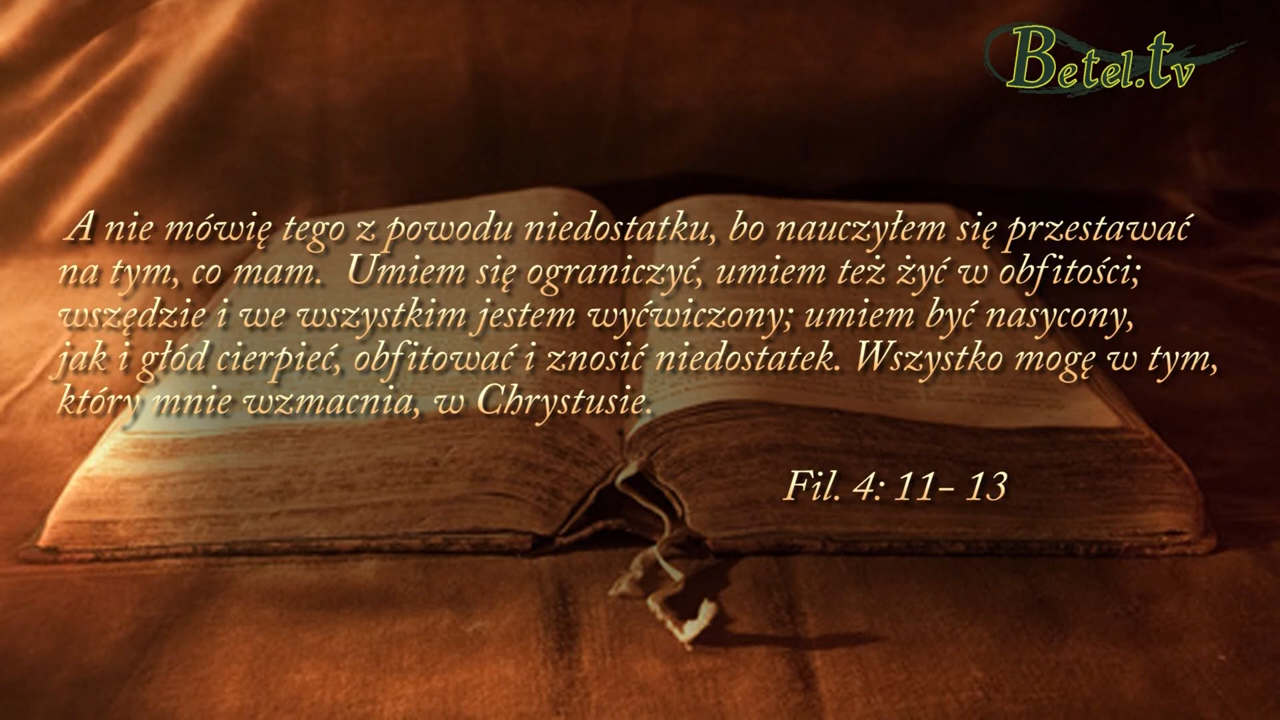 Betel.tv
A nie mówię tego z powodu niedostatku, bo nauczyłem się przestawać
na tym, co mam. Umiem się ograniczyć, umiem też żyć w obfitości;
wszędzie i we wszystkim jestem wyćwiczony; umiem być nasycony,
jak i głód cierpieć, obfitować i znosić niedostatek. Wszystko mogę w tym,
który mnie wzmacnia, w Chrystusie.
Fil. 4: 11- 13